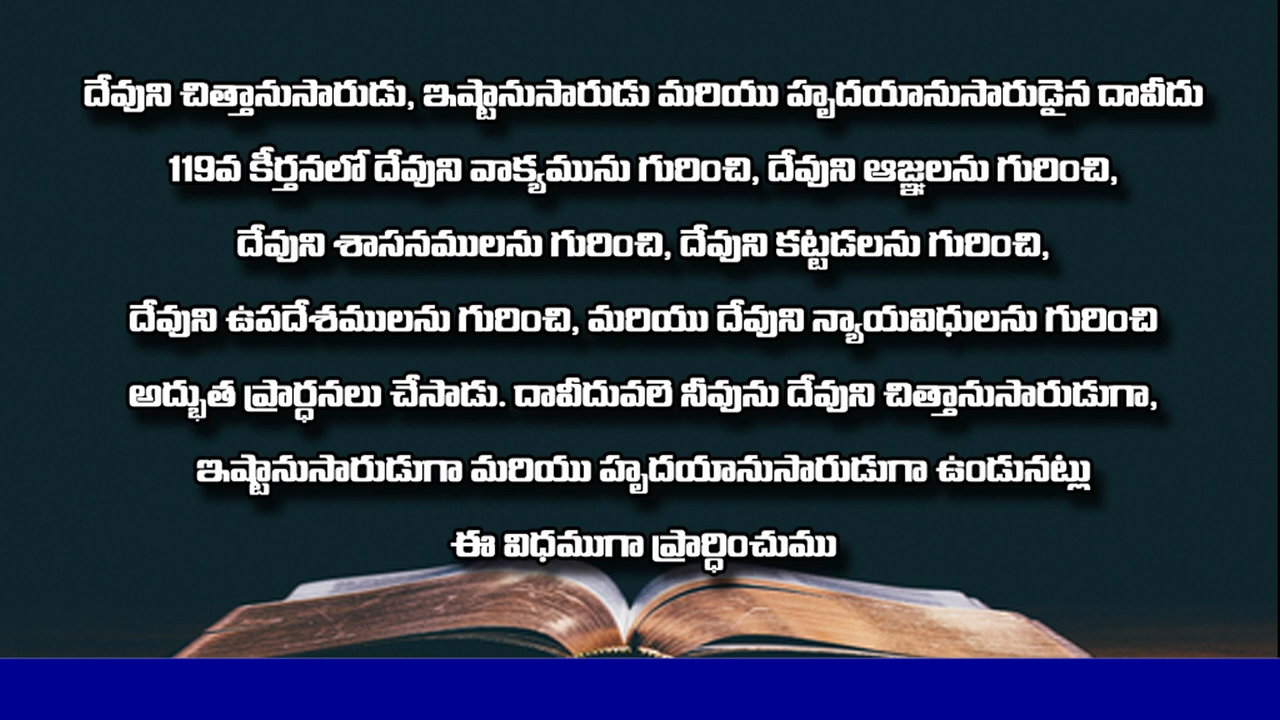 దేవుని చిత్తానుసారుడు, ఇష్టానుసారుడు మరియు హృదయానుసారుడైన దావీదు
119వ కీర్తనలో దేవుని వాక్యమును గురించి, దేవుని ఆజ్ఞలను గురించి,
దేవుని శాసనములను గురించి, దేవుని కట్టడలను గురించి,
దేవుని ఉపదేశములను గురించి, మరియు దేవుని న్యాయవిధులను గురించి
అద్భుత ప్రార్ధనలు చేసాడు. దావీదువలె నీవును దేవుని చిత్తానుసారుడుగా,
ఇష్టానుసారుడుగా మరియు హృదయానుసారుడుగా ఉండునట్లు
ఈ విధముగా ప్రార్ధించుము